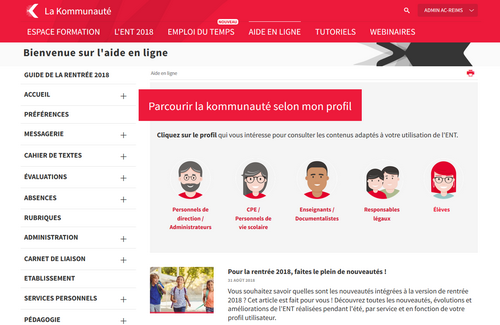 La Kommunauté
ADMIN AC-REIMS
NOUVEAU
ESPACE FORMATION L'ENT 2018 EMPLOI DU TEMPS AIDE EN LIGNE TUTORIELS WEBINAIRES
Bienvenue sur l'aide en ligne
GUIDE DE LA RENTRÉE 2018
ACCUEIL
PRÉFÉRENCES
MESSAGERIE
CAHIER DE TEXTES
ÉVALUATIONS
ABSENCES
RUBRIQUES
ADMINISTRATION
CARNET DE LIAISON
ETABLISSEMENT
SERVICES PERSONNELS
PÉDAGOGIE
Aide en ligne
Parcourir la kommunauté selon mon profil
Cliquez sur le profil qui vous intéresse pour consulter les contenus adaptés à votre utilisation de l'ENT.
Personnels de
direction /
Administrateurs
CPE /
Personnels de
vie scolaire
Enseignants /
Documentalistes
Responsables
légaux
Élèves
Pour la rentrée 2018, faites le plein de nouveautés !
31 AOÛT 2018
Vous souhaitez savoir quelles sont les nouveautés intégrées à la version de rentrée
2018 ? Cet article est fait pour vous ! Découvrez toutes les nouveautés, évolutions et
améliorations de l'ENT réalisées pendant l'été, par service et en fonction de votre
profil utilisateur.